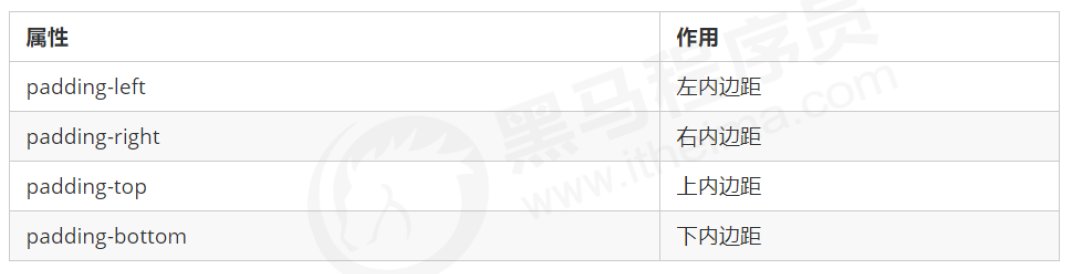 属性 作用
padding-left 左内边距
padding-right 右内边距
padding-top 上内边距
padding-bottom 下内边距
黑马程序员
www.itheima.com